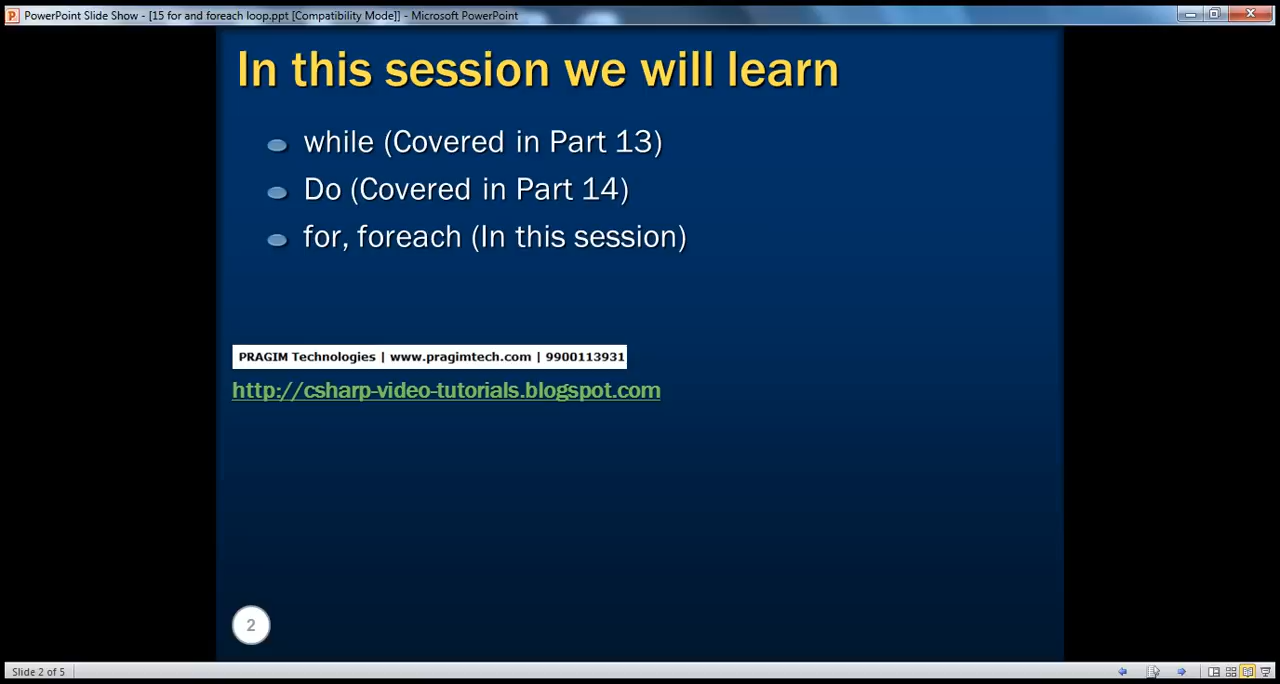 PowerPoint Slide Show - [15 for and foreach loop.ppt [Compatibility Mode]] - Microsoft PowerPoint
In this session we will learn
while (Covered in Part 13)
Do (Covered in Part 14)
for, foreach (In this session)
PRAGIM Technologies | www.pragimtech.com | 9900113931
http://csharp-video-tutorials.blogspot.com
2
Slide 2 of 5